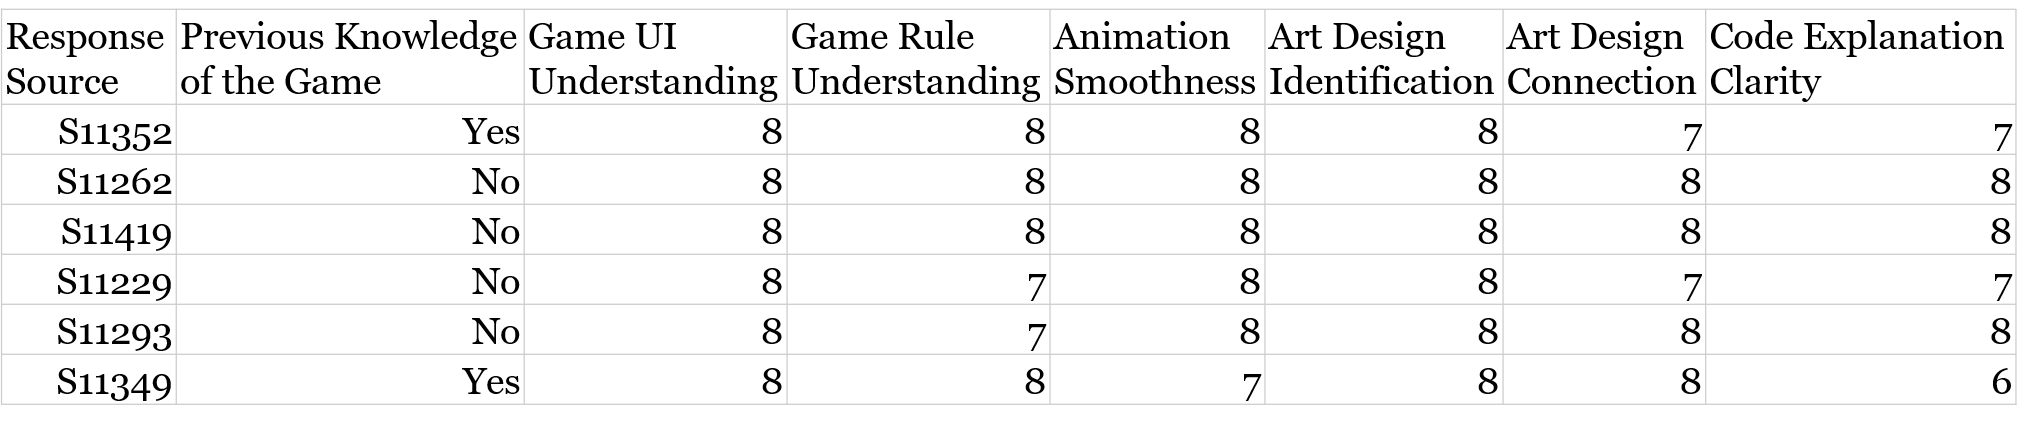 Response Source Previous Knowledge of the Game Game UI Understanding Game Rule Understanding Animation Smoothness Art Design Identification Art Design Connection Code Explanation Clarity
S11352 Yes 8 8 8 8 7 7
S11262 No 8 8 8 8 8 8
S11419 No 8 8 8 8 8 8
S11229 No 8 7 8 8 7 7
S11293 No 8 7 8 8 8 8
S11349 Yes 8 8 7 8 8 6